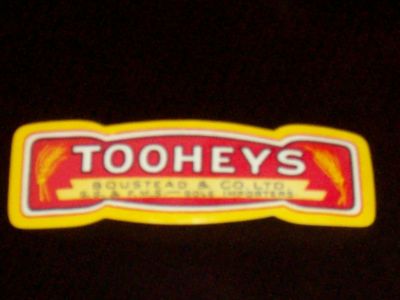 TOOHEYS
BOUSTEAD & CO. LTD.
S.S. & F.M.S. — SOLE IMPORTERS.